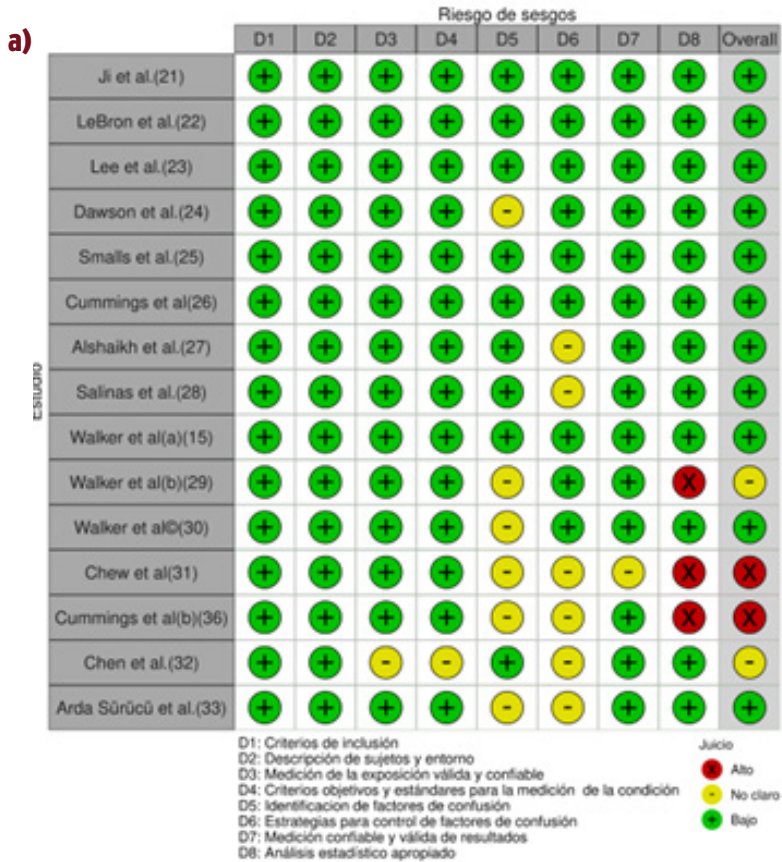 a)
Riesgo de sesgos
D1 D2 D3 D4 D5 D6 D7 D8 Overall
Estudio
Ji et al.(21) + + + + + + + + +
LeBron et al.(22) + + + + + + + + +
Lee et al.(23) + + + + + + + + +
Dawson et al.(24) + + + + - + + + +
Smalls et al.(25) + + + + + + + + +
Cummings et al(26) + + + + + + + + +
Alshaikh et al.(27) + + + + + - + + +
Salinas et al.(28) + + + + + - + + +
Walker et al(a)(15) + + + + + + + + +
Walker et al(b)(29) + + + + - + + X -
Walker et al©(30) + + + + - + + + +
Chew et al(31) + + + + - - - X X
Cummings et al(b)(36) + + + + - - + X X
Chen et al.(32) + + - - + - + + -
Arda Sürücü et al.(33) + + + + - - + + +
D1: Criterios de inclusión
D2: Descripción de sujetos y entorno
D3: Medición de la exposición válida y confiable
D4: Criterios objetivos y estándares para la medición de la condición
D5: Identificacion de factores de confusión
D6: Estrategias para control de factores de confusión
D7: Medición confiable y válida de resultados
D8: Análisis estadístico apropiado
Juicio
X Alto
- No claro
+ Bajo